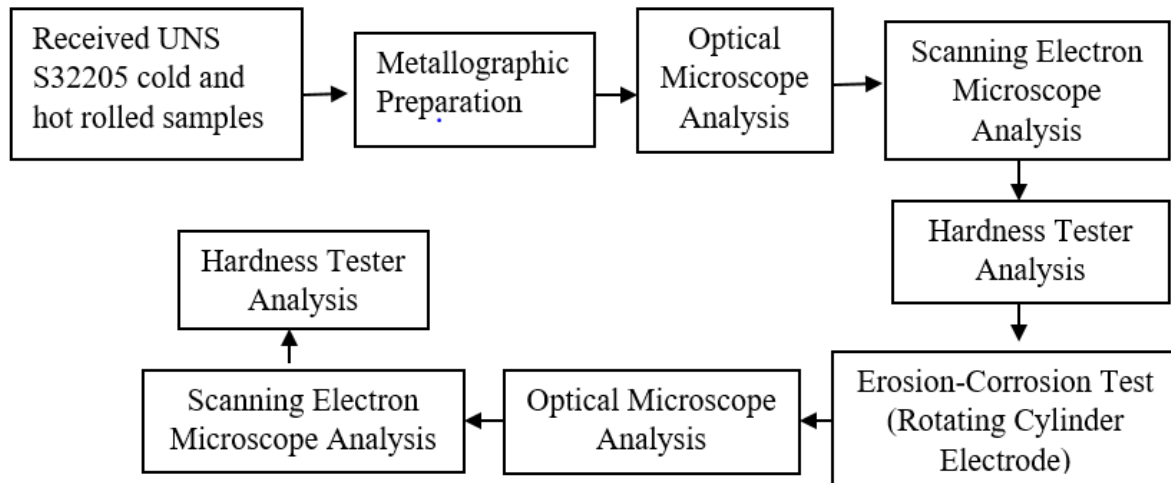 Received UNS
S32205 cold and
hot rolled samples
Metallographic
Preparation
Optical
Microscope
Analysis
Scanning Electron
Microscope
Analysis
Hardness Tester
Analysis
Erosion-Corrosion Test
(Rotating Cylinder
Electrode)
Optical Microscope
Analysis
Scanning Electron
Microscope Analysis
Hardness Tester
Analysis